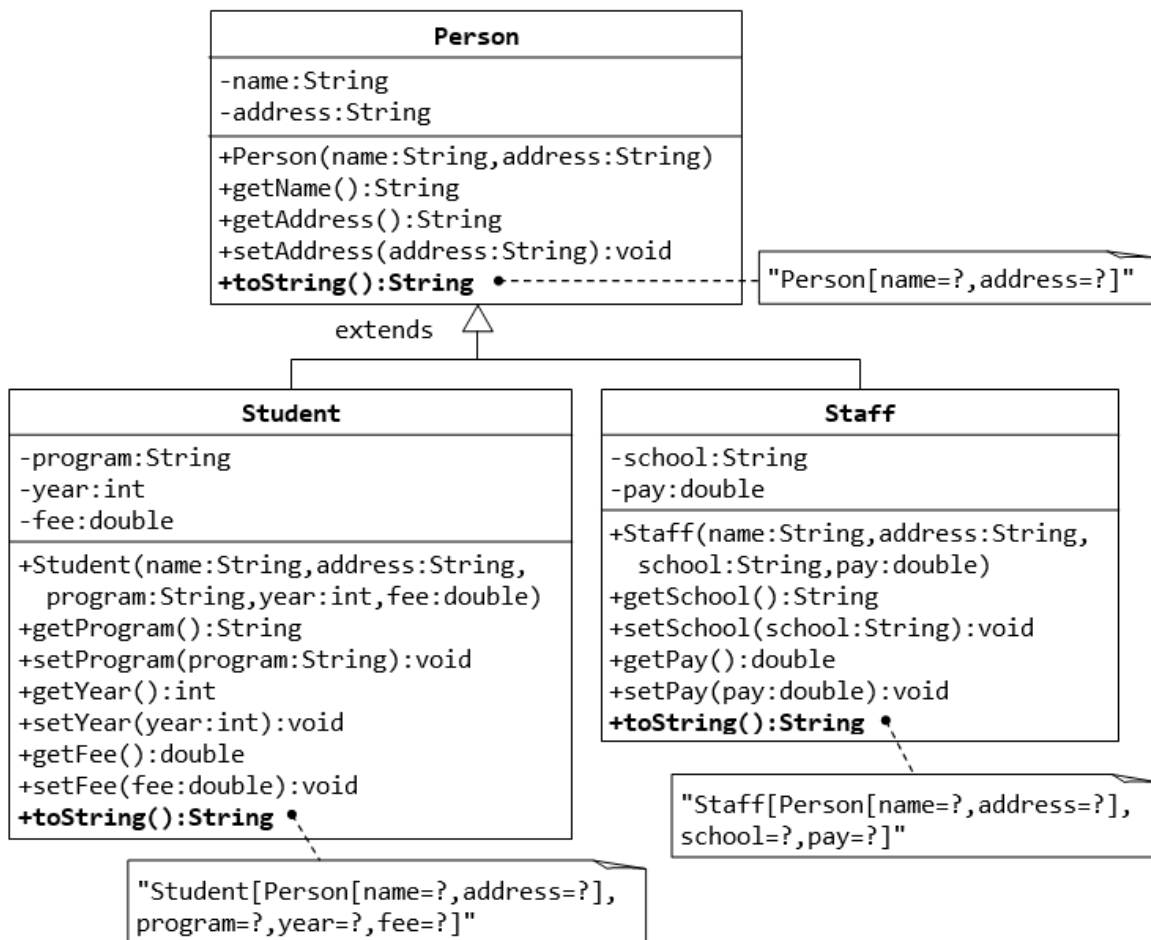 Person
-name:String
-address:String
+Person(name:String,address:String)
+getName():String
+getAddress():String
+setAddress(address:String):void
+toString():String
"Person[name=?,address=?]"
extends
Student
-program:String
-year:int
-fee:double
+Student(name:String,address:String,
program:String,year:int,fee:double)
+getProgram():String
+setProgram(program:String):void
+getYear():int
+setYear(year:int):void
+getFee():double
+setFee(fee:double):void
+toString():String
"Student[Person[name=?,address=?],
program=?,year=?,fee=?]"
Staff
-school:String
-pay:double
+Staff(name:String,address:String,
school:String,pay:double)
+getSchool():String
+setSchool(school:String):void
+getPay():double
+setPay(pay:double):void
+toString():String
"Staff[Person[name=?,address=?],
school=?,pay=?]"